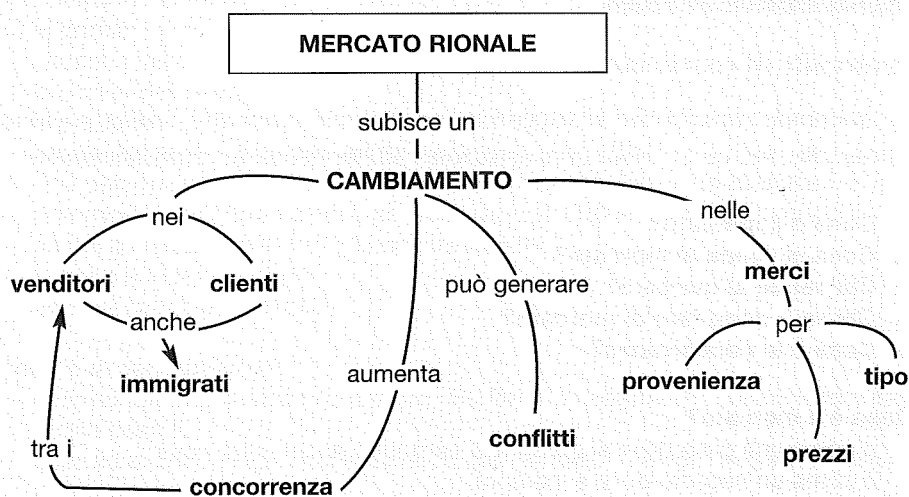 MERCATO RIONALE
subisce un
CAMBIAMENTO
nei
nelle
venditori
clienti
può generare
merci
anche
per
immigrati
aumenta
provenienza
tipo
conflitti
tra i
prezzi
concorrenza